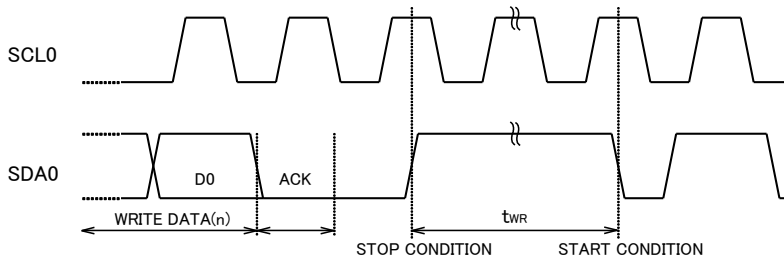 SCL0
SDA0
D0
ACK
WRITE DATA(n)
tWR
STOP CONDITION
START CONDITION